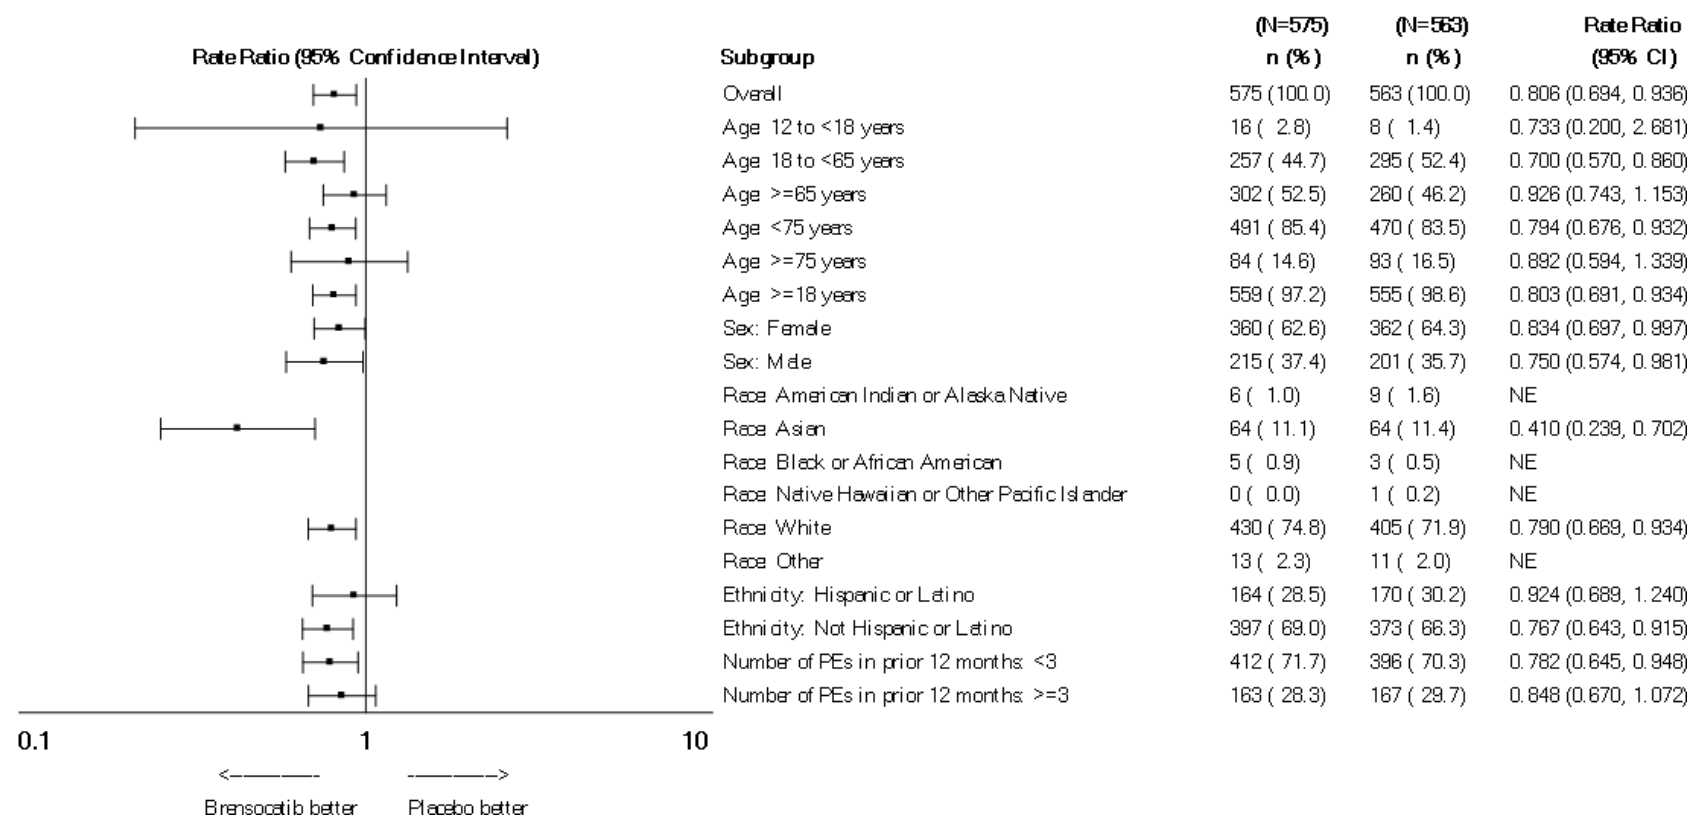 (N=575) (N=563) Rate Ratio
Rate Ratio (95% Confidence Interval) Subgroup n (%) n (%) (95% CI)
Overall 575 (100.0) 563 (100.0) 0.806 (0.694, 0.936)
Age: 12 to <18 years 16 ( 2.8) 8 ( 1.4) 0.733 (0.200, 2.681)
Age: 18 to <65 years 257 ( 44.7) 295 ( 52.4) 0.700 (0.570, 0.860)
Age: >=65 years 302 ( 52.5) 260 ( 46.2) 0.926 (0.743, 1.153)
Age: <75 years 491 ( 85.4) 470 ( 83.5) 0.794 (0.676, 0.932)
Age: >=75 years 84 ( 14.6) 93 ( 16.5) 0.892 (0.594, 1.339)
Age: >=18 years 559 ( 97.2) 555 ( 98.6) 0.803 (0.691, 0.934)
Sex: Female 360 ( 62.6) 362 ( 64.3) 0.834 (0.697, 0.997)
Sex: Male 215 ( 37.4) 201 ( 35.7) 0.750 (0.574, 0.981)
Race: American Indian or Alaska Native 6 ( 1.0) 9 ( 1.6) NE
Race: Asian 64 ( 11.1) 64 ( 11.4) 0.410 (0.239, 0.702)
Race: Black or African American 5 ( 0.9) 3 ( 0.5) NE
Race: Native Hawaiian or Other Pacific Islander 0 ( 0.0) 1 ( 0.2) NE
Race: White 430 ( 74.8) 405 ( 71.9) 0.790 (0.669, 0.934)
Race: Other 13 ( 2.3) 11 ( 2.0) NE
Ethnicity: Hispanic or Latino 164 ( 28.5) 170 ( 30.2) 0.924 (0.689, 1.240)
Ethnicity: Not Hispanic or Latino 397 ( 69.0) 373 ( 66.3) 0.767 (0.643, 0.915)
Number of PEs in prior 12 months: <3 412 ( 71.7) 396 ( 70.3) 0.782 (0.645, 0.948)
Number of PEs in prior 12 months: >=3 163 ( 28.3) 167 ( 29.7) 0.848 (0.670, 1.072)
0.1 1 10
<---------- ---------->
Brensocatib better Placebo better